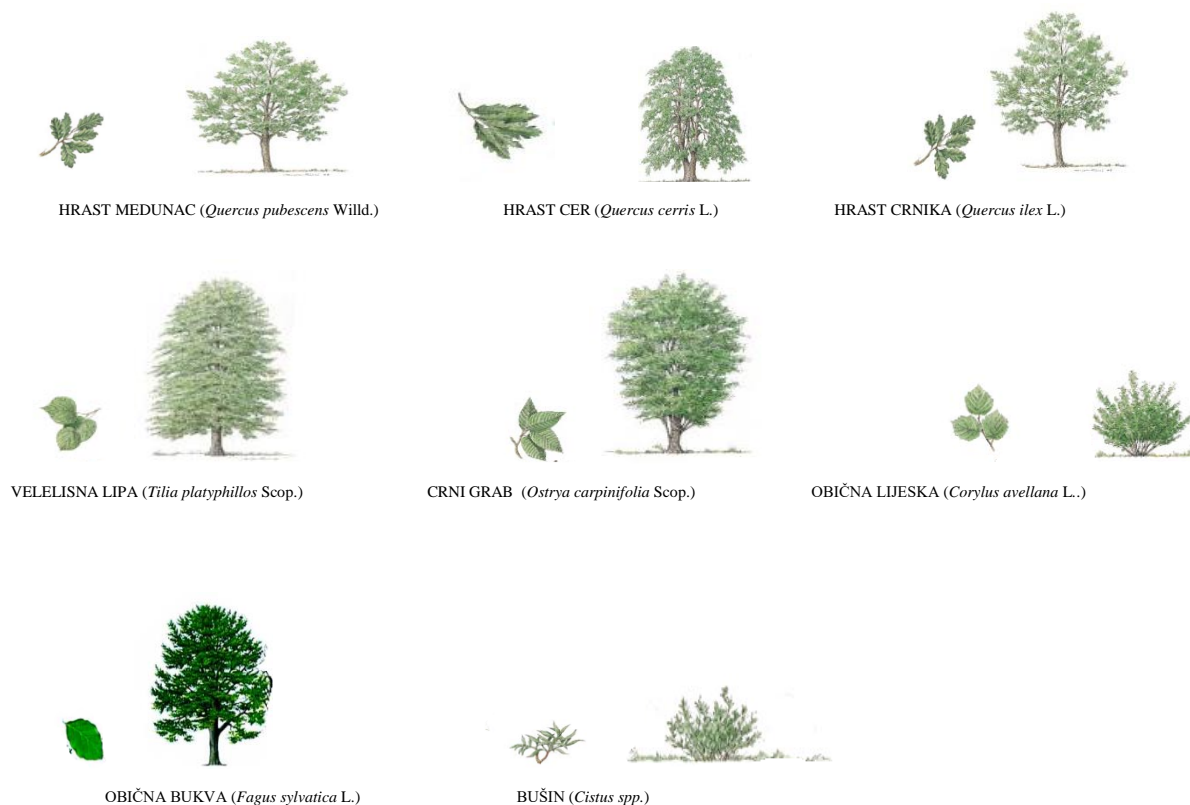 HRAST MEDUNAC (Quercus pubescens Willd.)
HRAST CER (Quercus cerris L.)
HRAST CRNIKA (Quercus ilex L.)
VELELISNA LIPA (Tilia platyphillos Scop.)
CRNI GRAB (Ostrya carpinifolia Scop.)
OBIČNA LIJESKA (Corylus avellana L..)
OBIČNA BUKVA (Fagus sylvatica L.)
BUŠIN (Cistus spp.)